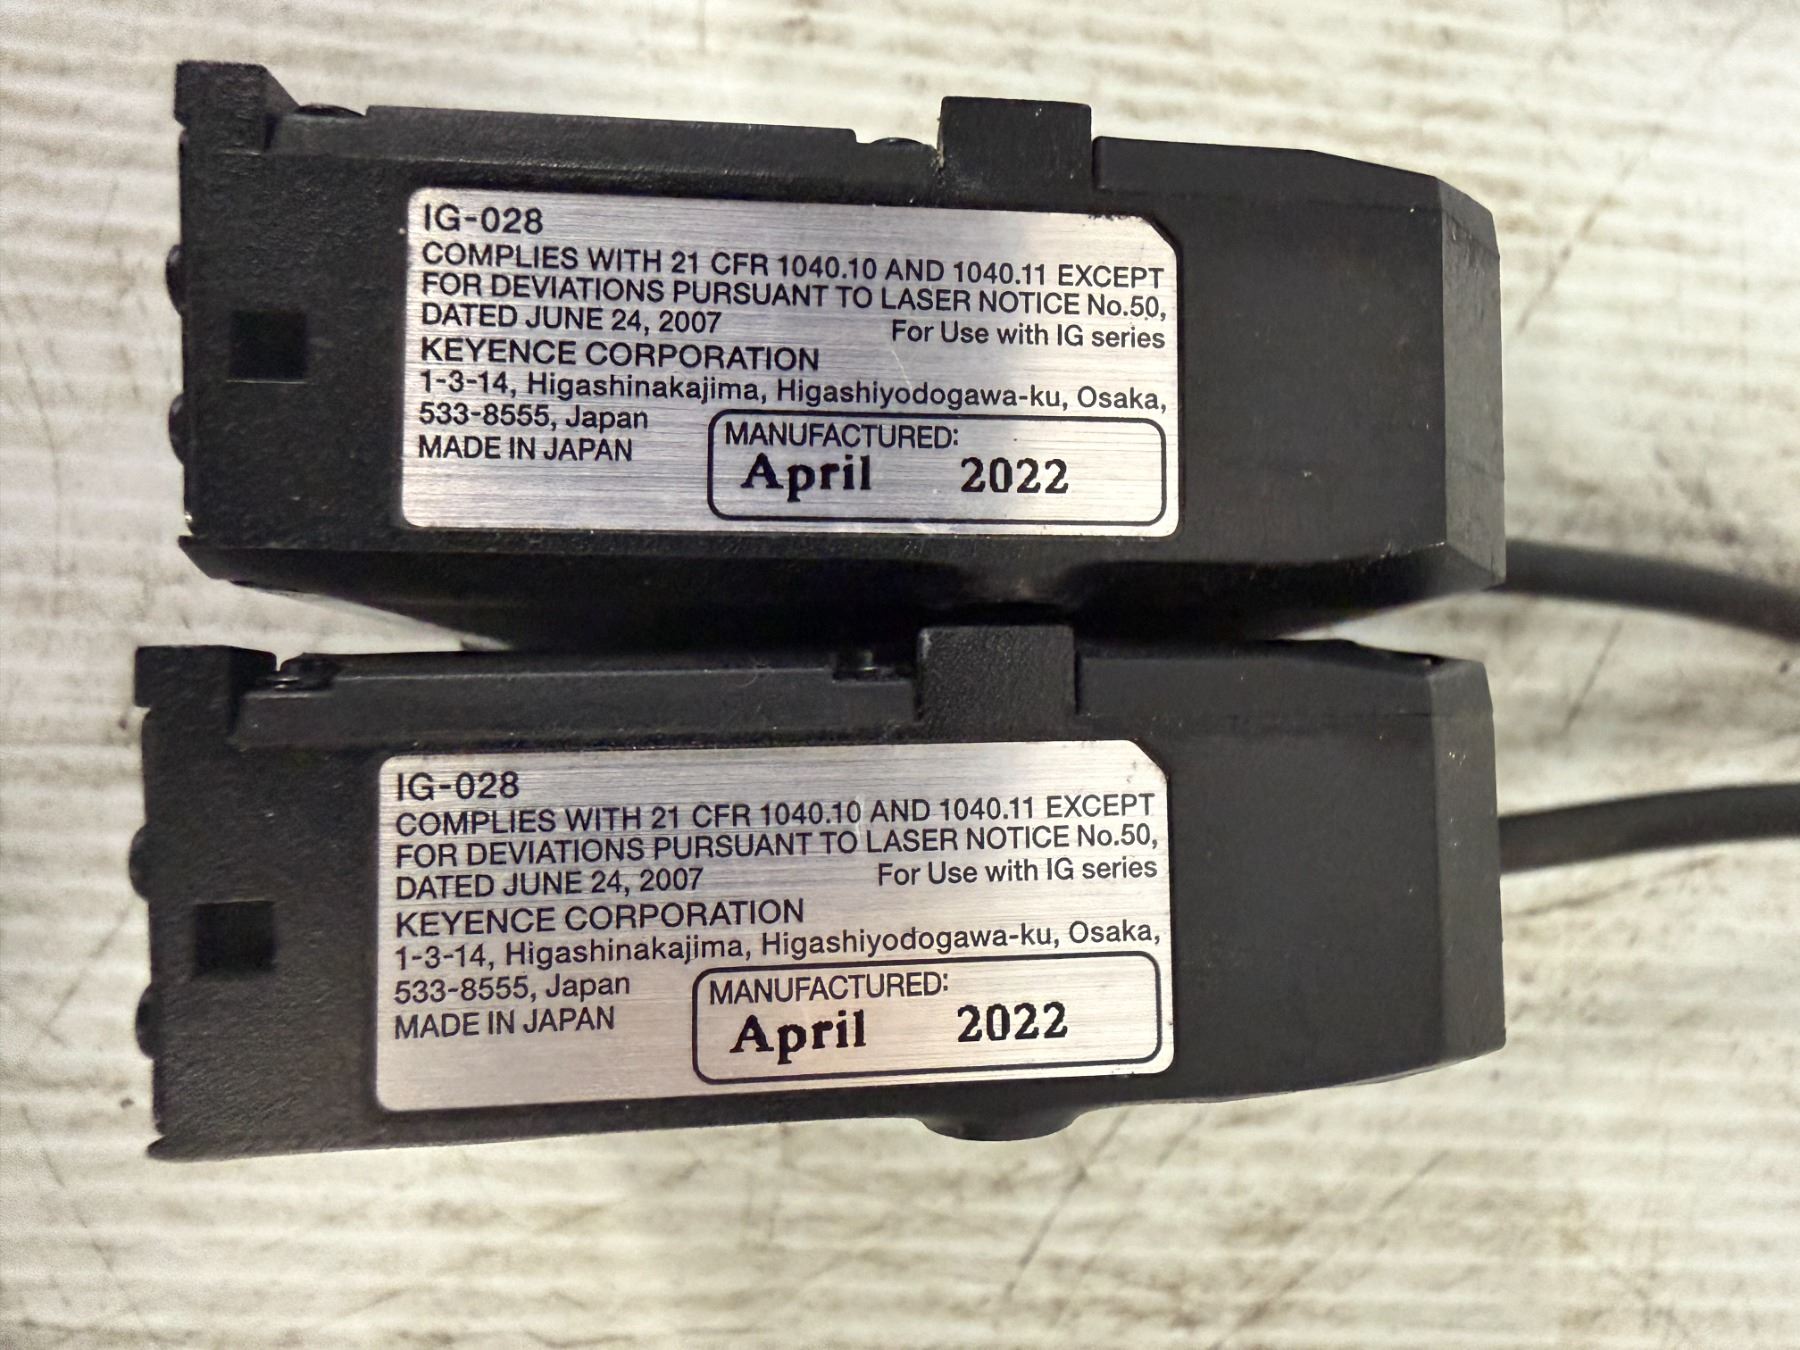 IG-028
COMPLIES WITH 21 CFR 1040.10 AND 1040.11 EXCEPT
FOR DEVIATIONS PURSUANT TO LASER NOTICE No.50,
DATED JUNE 24, 2007 For Use with IG series
KEYENCE CORPORATION
1-3-14, Higashinakajima, Higashiyodogawa-ku, Osaka,
533-8555, Japan
MADE IN JAPAN
MANUFACTURED:
April 2022
IG-028
COMPLIES WITH 21 CFR 1040.10 AND 1040.11 EXCEPT
FOR DEVIATIONS PURSUANT TO LASER NOTICE No.50,
DATED JUNE 24, 2007 For Use with IG series
KEYENCE CORPORATION
1-3-14, Higashinakajima, Higashiyodogawa-ku, Osaka,
533-8555, Japan
MADE IN JAPAN
MANUFACTURED:
April 2022